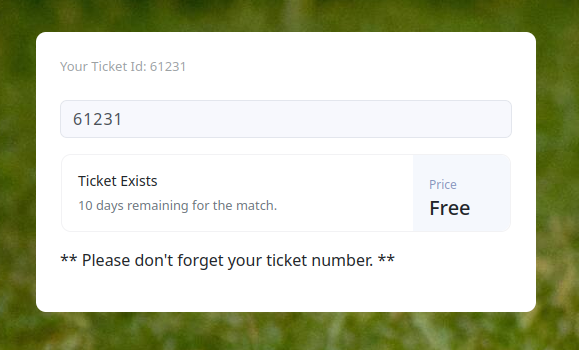 Your Ticket Id: 61231
61231
Ticket Exists
10 days remaining for the match.
Price
Free
** Please don't forget your ticket number. **